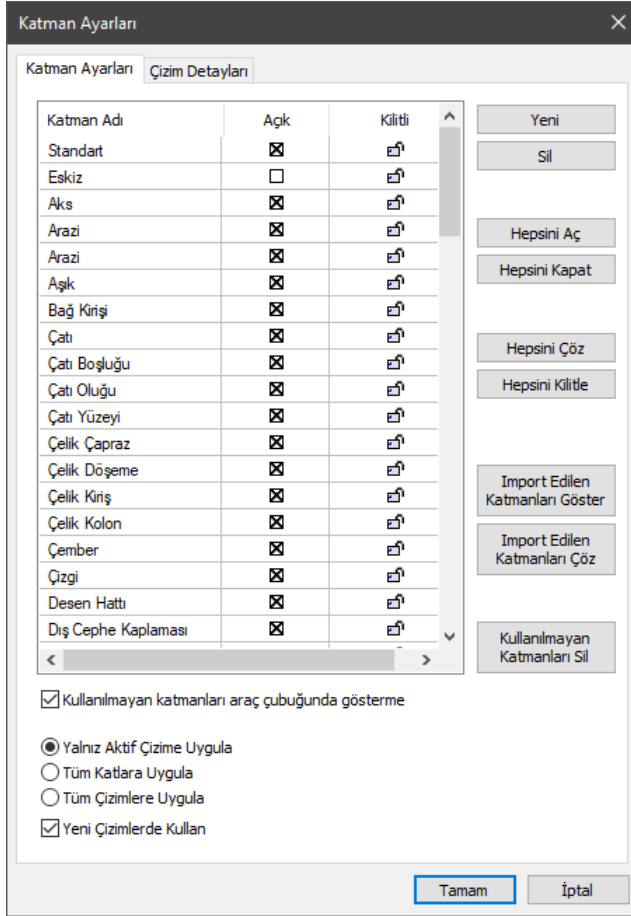 Katman Ayarları
Katman Ayarları Çizim Detayları
Katman Adı Açık Kilitli
Standart
Eskiz
Aks
Arazi
Arazi
Aşık
Bağ Kirişi
Çatı
Çatı Boşluğu
Çatı Oluğu
Çatı Yüzeyi
Çelik Çapraz
Çelik Döşeme
Çelik Kiriş
Çelik Kolon
Çember
Çizgi
Desen Hattı
Dış Cephe Kaplaması
Yeni
Sil
Hepsini Aç
Hepsini Kapat
Hepsini Çöz
Hepsini Kilitle
Import Edilen
Katmanları Göster
Import Edilen
Katmanları Çöz
Kullanılmayan
Katmanları Sil
Kullanılmayan katmanları araç çubuğunda gösterme
Yalnız Aktif Çizime Uygula
Tüm Katlara Uygula
Tüm Çizimlere Uygula
Yeni Çizimlerde Kullan
Tamam İptal